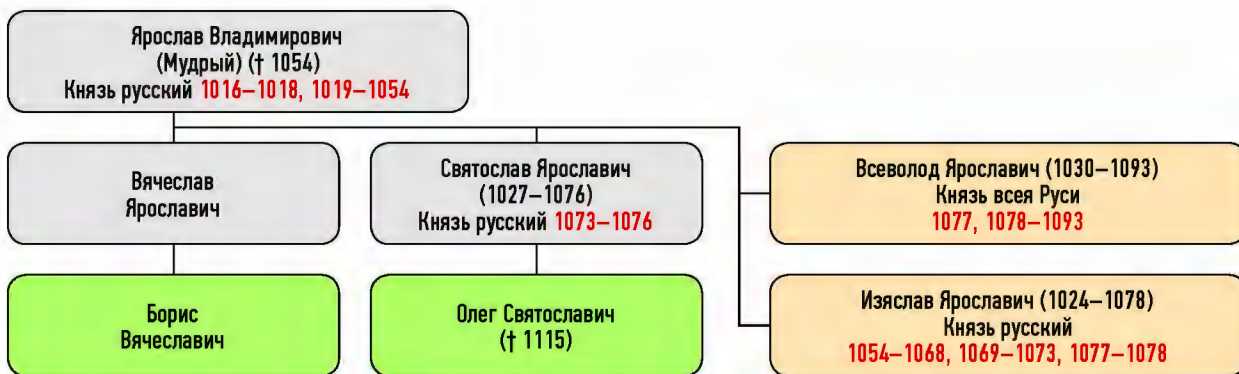 Ярослав Владимирович
(Мудрый) († 1054)
Князь русский 1016–1018, 1019–1054
Вячеслав
Ярославич
Святослав Ярославич
(1027–1076)
Князь русский 1073–1076
Всеволод Ярославич (1030–1093)
Князь всея Руси
1077, 1078–1093
Борис
Вячеславич
Олег Святославич
(† 1115)
Изяслав Ярославич (1024–1078)
Князь русский
1054–1068, 1069–1073, 1077–1078